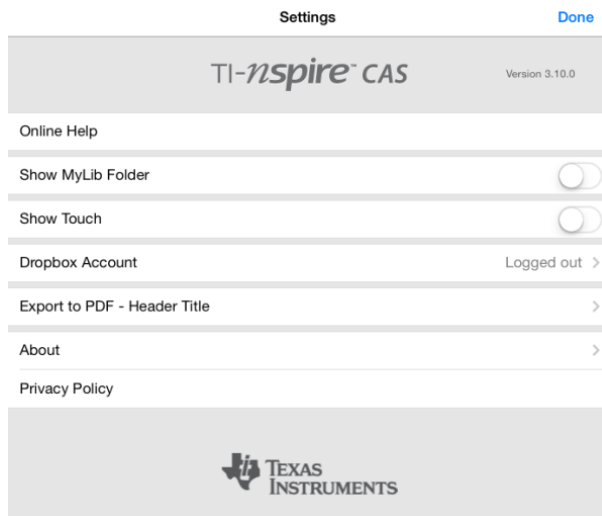 Settings
Done
TI-nspire™ CAS
Version 3.10.0
Online Help
Show MyLib Folder
Show Touch
Dropbox Account
Logged out >
Export to PDF - Header Title
>
About
>
Privacy Policy
TEXAS
INSTRUMENTS